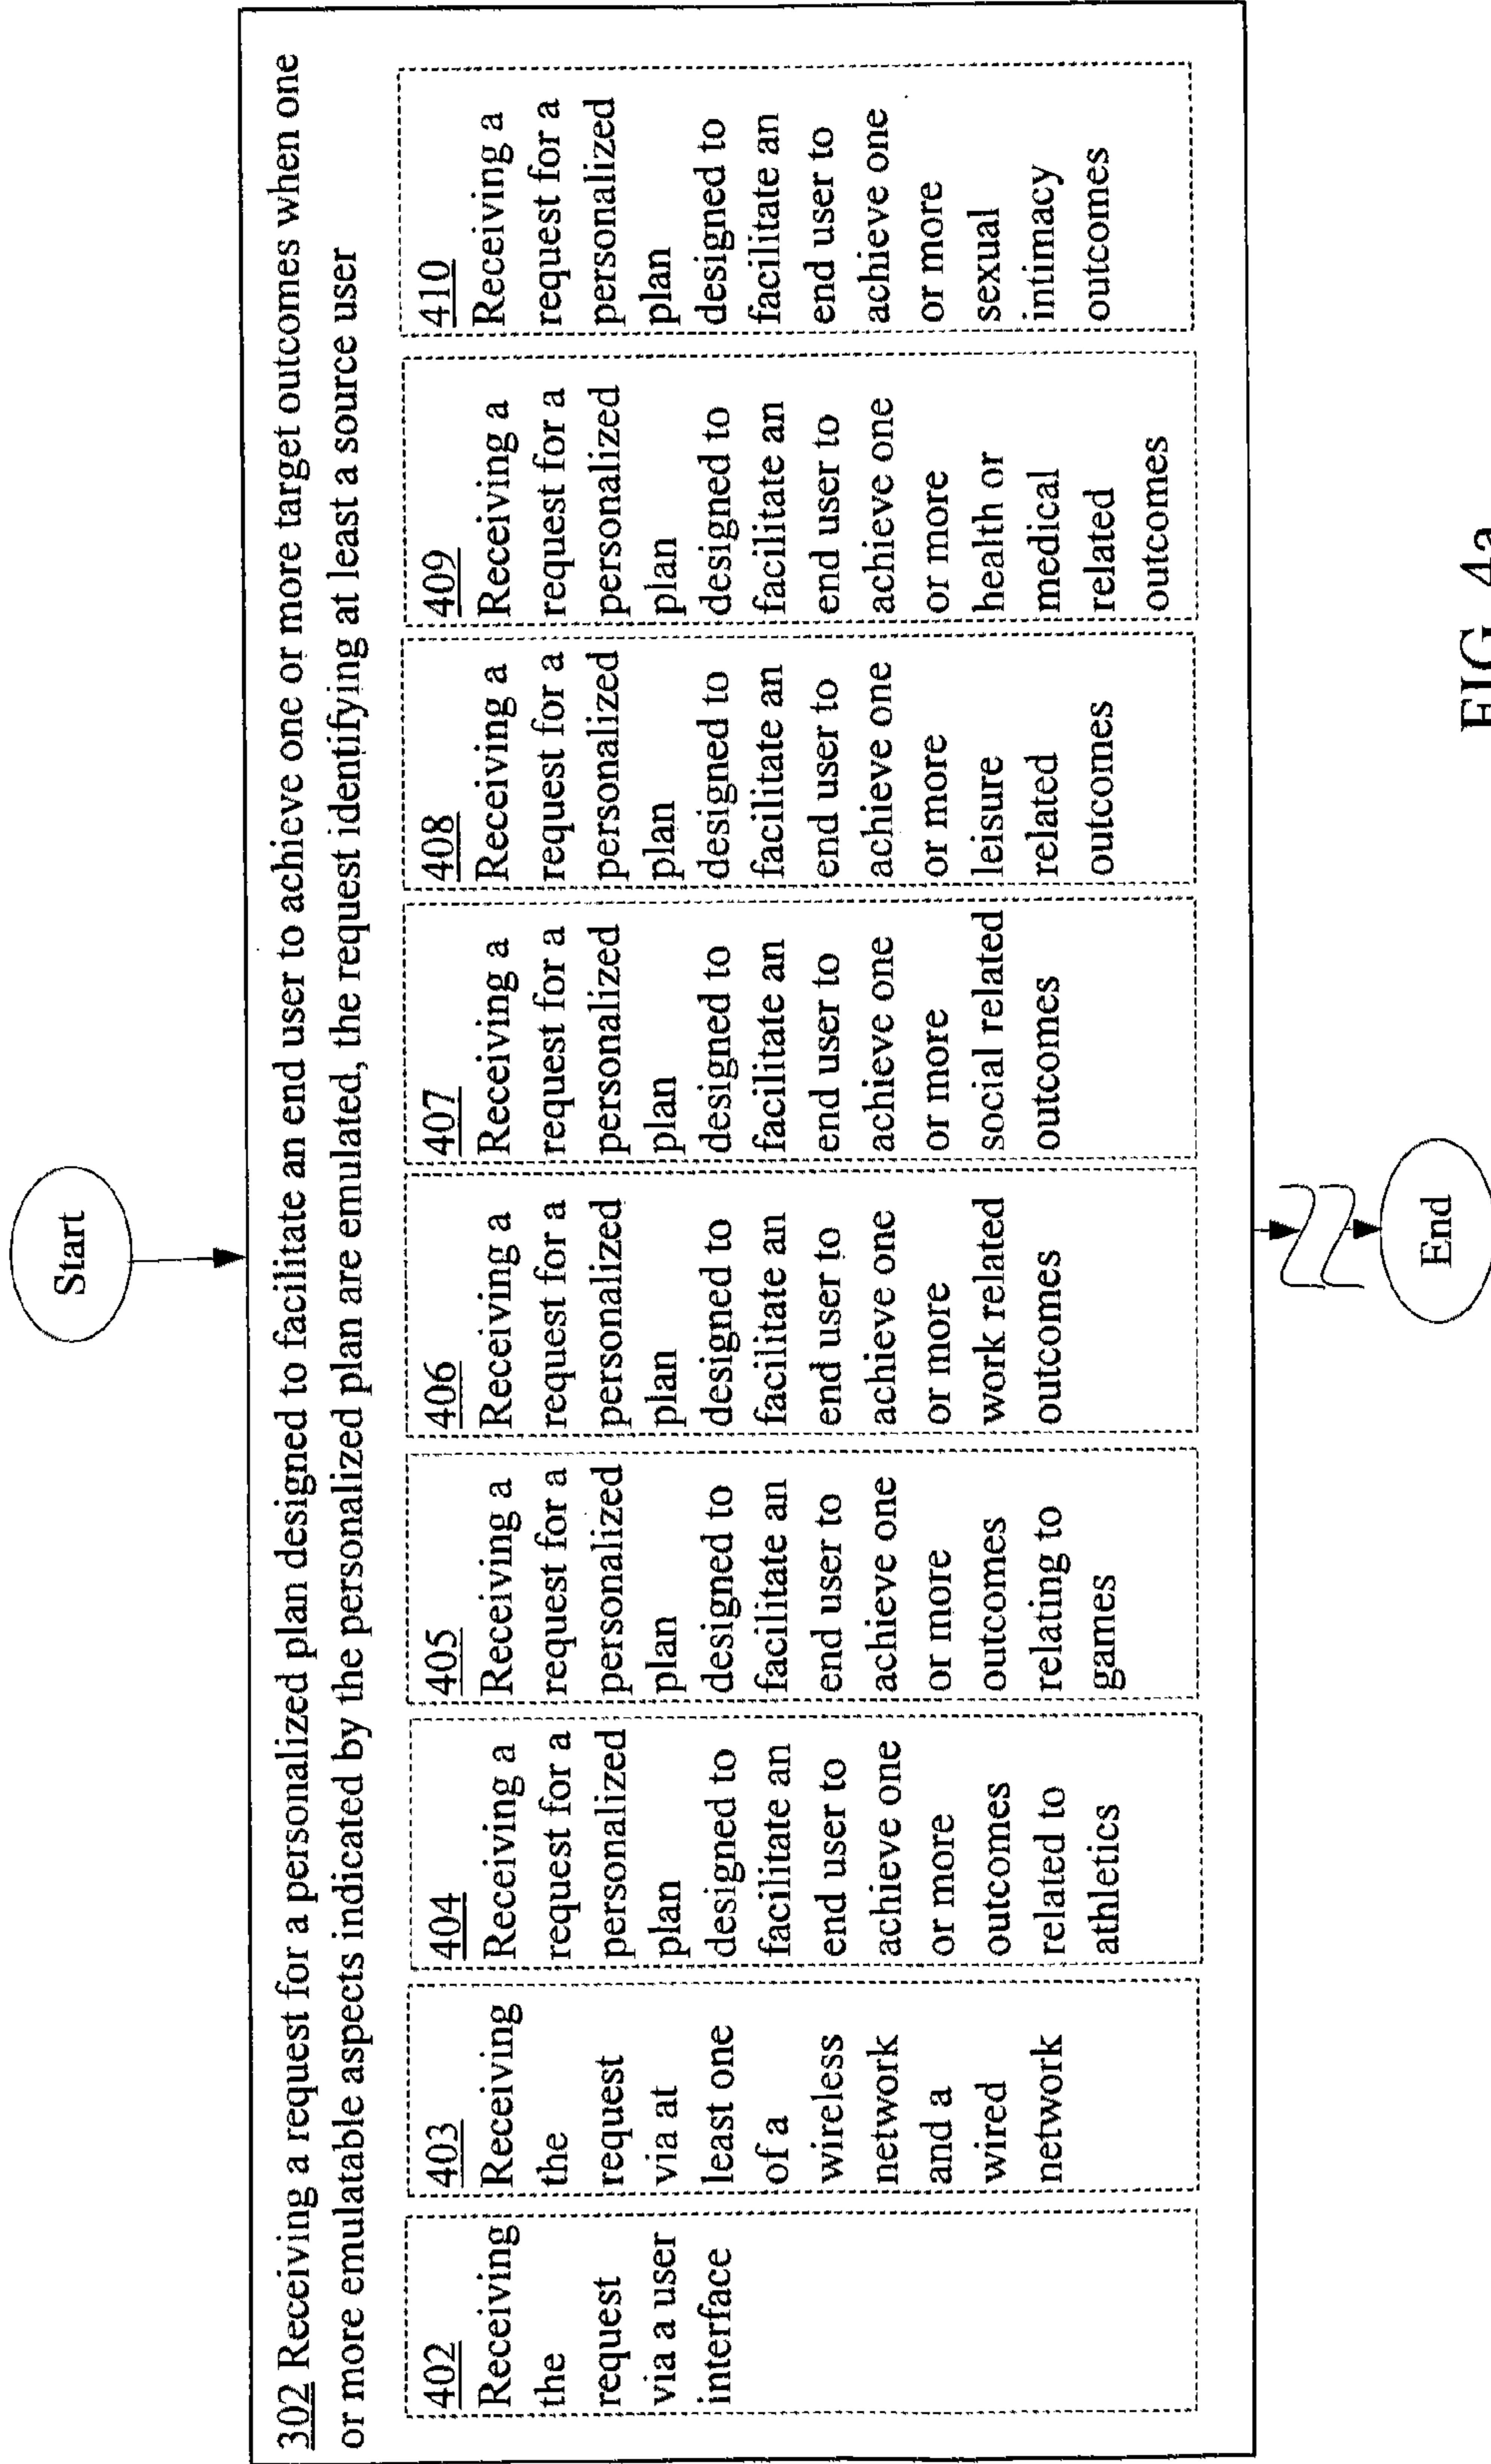 Start
302 Receiving a request for a personalized plan designed to facilitate an end user to achieve one or more target outcomes when one
or more emulatable aspects indicated by the personalized plan are emulated, the request identifying at least a source user
402
Receiving
the
request
via a user
interface
403
Receiving
the
request
via at
least one
of a
wireless
network
and a
wired
network
404
Receiving a
request for a
personalized
plan
designed to
facilitate an
end user to
achieve one
or more
outcomes
related to
athletics
405
Receiving a
request for a
personalized
plan
designed to
facilitate an
end user to
achieve one
or more
outcomes
relating to
games
406
Receiving a
request for a
personalized
plan
designed to
facilitate an
end user to
achieve one
or more
work related
outcomes
407
Receiving a
request for a
personalized
plan
designed to
facilitate an
end user to
achieve one
or more
social related
outcomes
408
Receiving a
request for a
personalized
plan
designed to
facilitate an
end user to
achieve one
or more
leisure
related
outcomes
409
Receiving a
request for a
personalized
plan
designed to
facilitate an
end user to
achieve one
or more
health or
medical
related
outcomes
410
Receiving a
request for a
personalized
plan
designed to
facilitate an
end user to
achieve one
or more
sexual
intimacy
outcomes
End
FIG. 4a